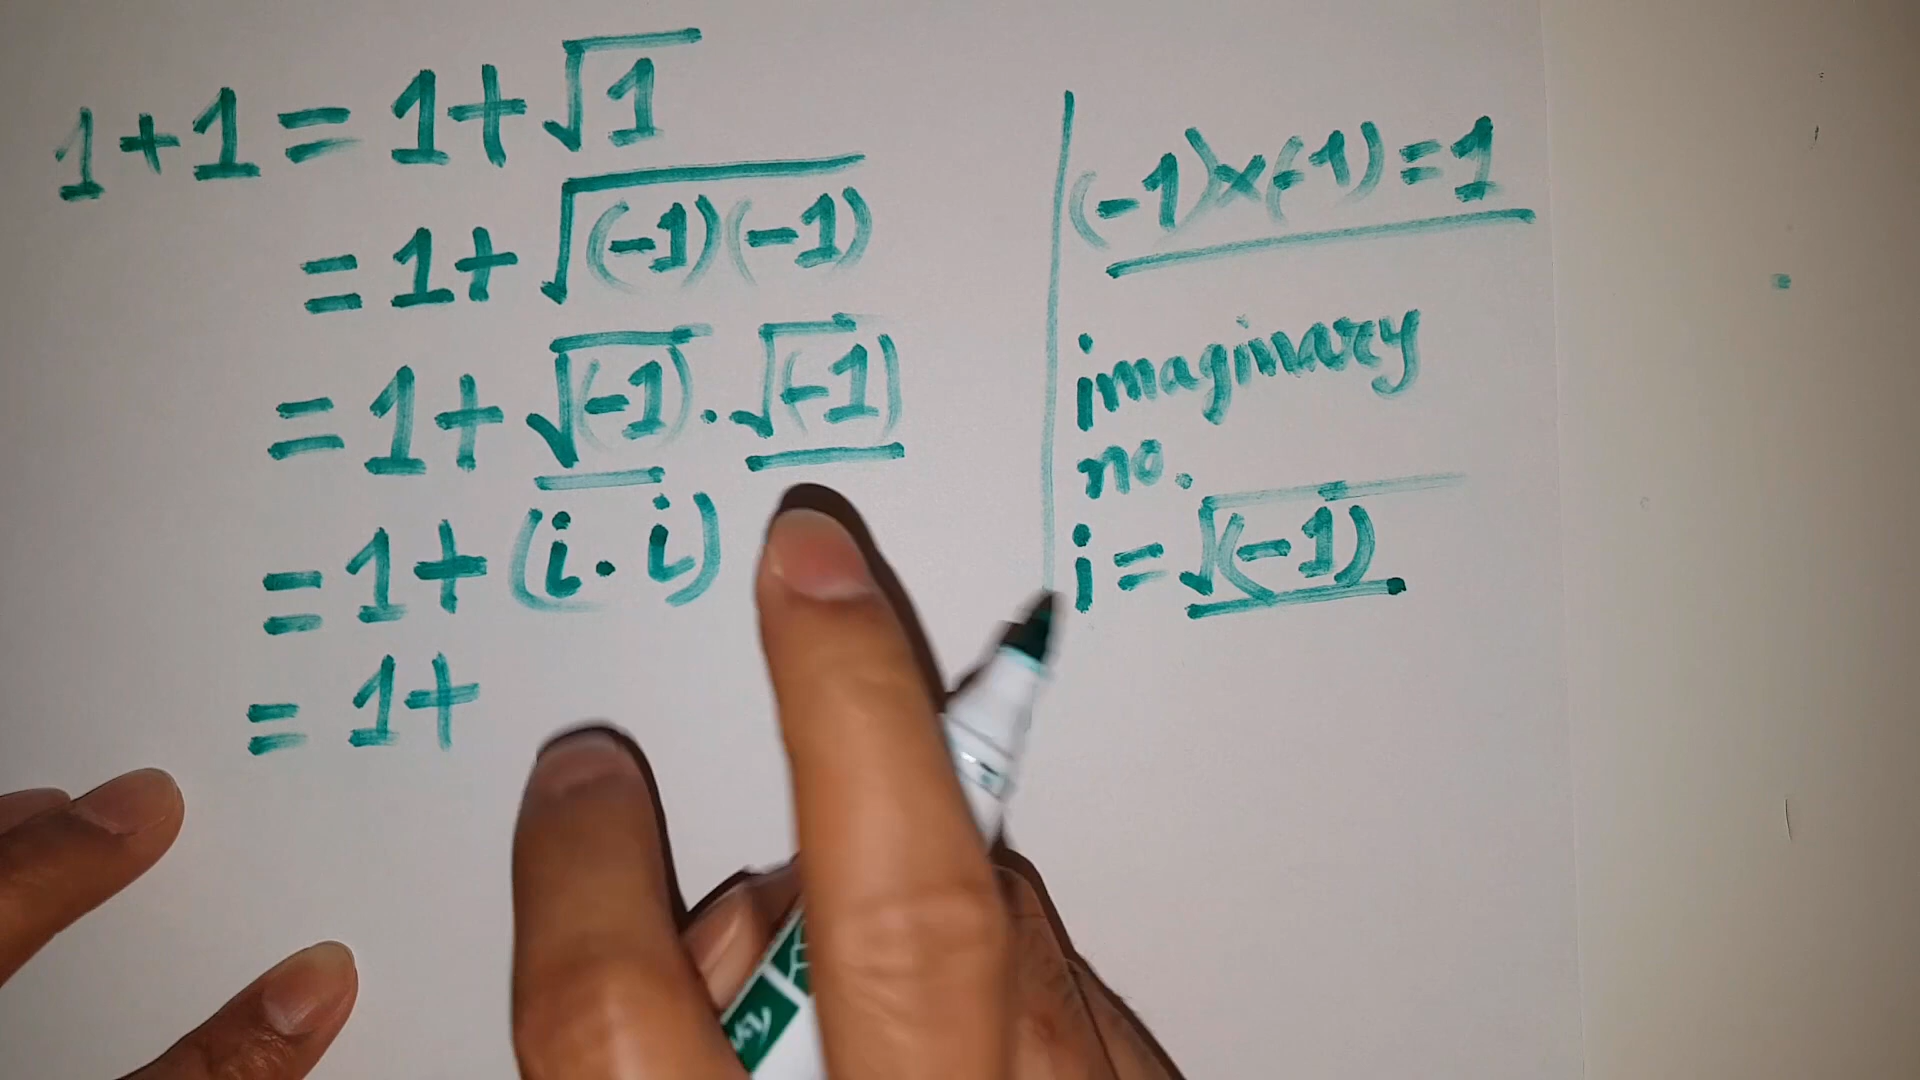 1+1=1+√1
=1+√(-1)(-1)
=1+√(-1).√(-1)
=1+(i.i)
=1+
(-1)×(-1)=1
imaginary
no.
i=√(-1)